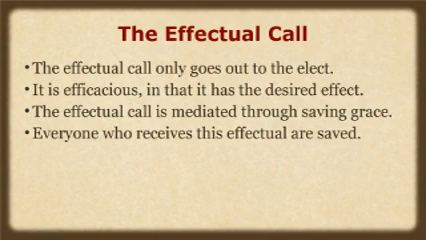 The Effectual Call
• The effectual call only goes out to the elect.
• It is efficacious, in that it has the desired effect.
• The effectual call is mediated through saving grace.
• Everyone who receives this effectual are saved.